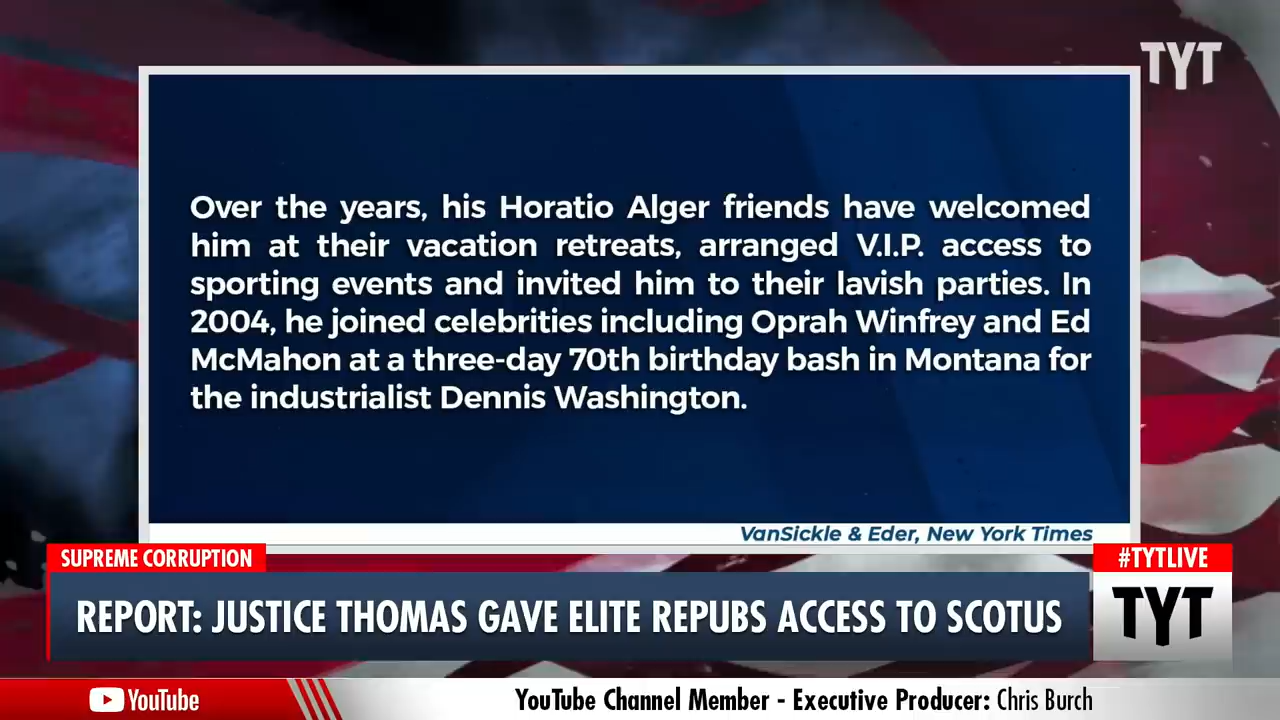 TYT
Over the years, his Horatio Alger friends have welcomed
him at their vacation retreats, arranged V.I.P. access to
sporting events and invited him to their lavish parties. In
2004, he joined celebrities including Oprah Winfrey and Ed
McMahon at a three-day 70th birthday bash in Montana for
the industrialist Dennis Washington.
VanSickle & Eder, New York Times
SUPREME CORRUPTION
#TYTLIVE
REPORT: JUSTICE THOMAS GAVE ELITE REPUBS ACCESS TO SCOTUS
TYT
YouTube
YouTube Channel Member - Executive Producer: Chris Burch